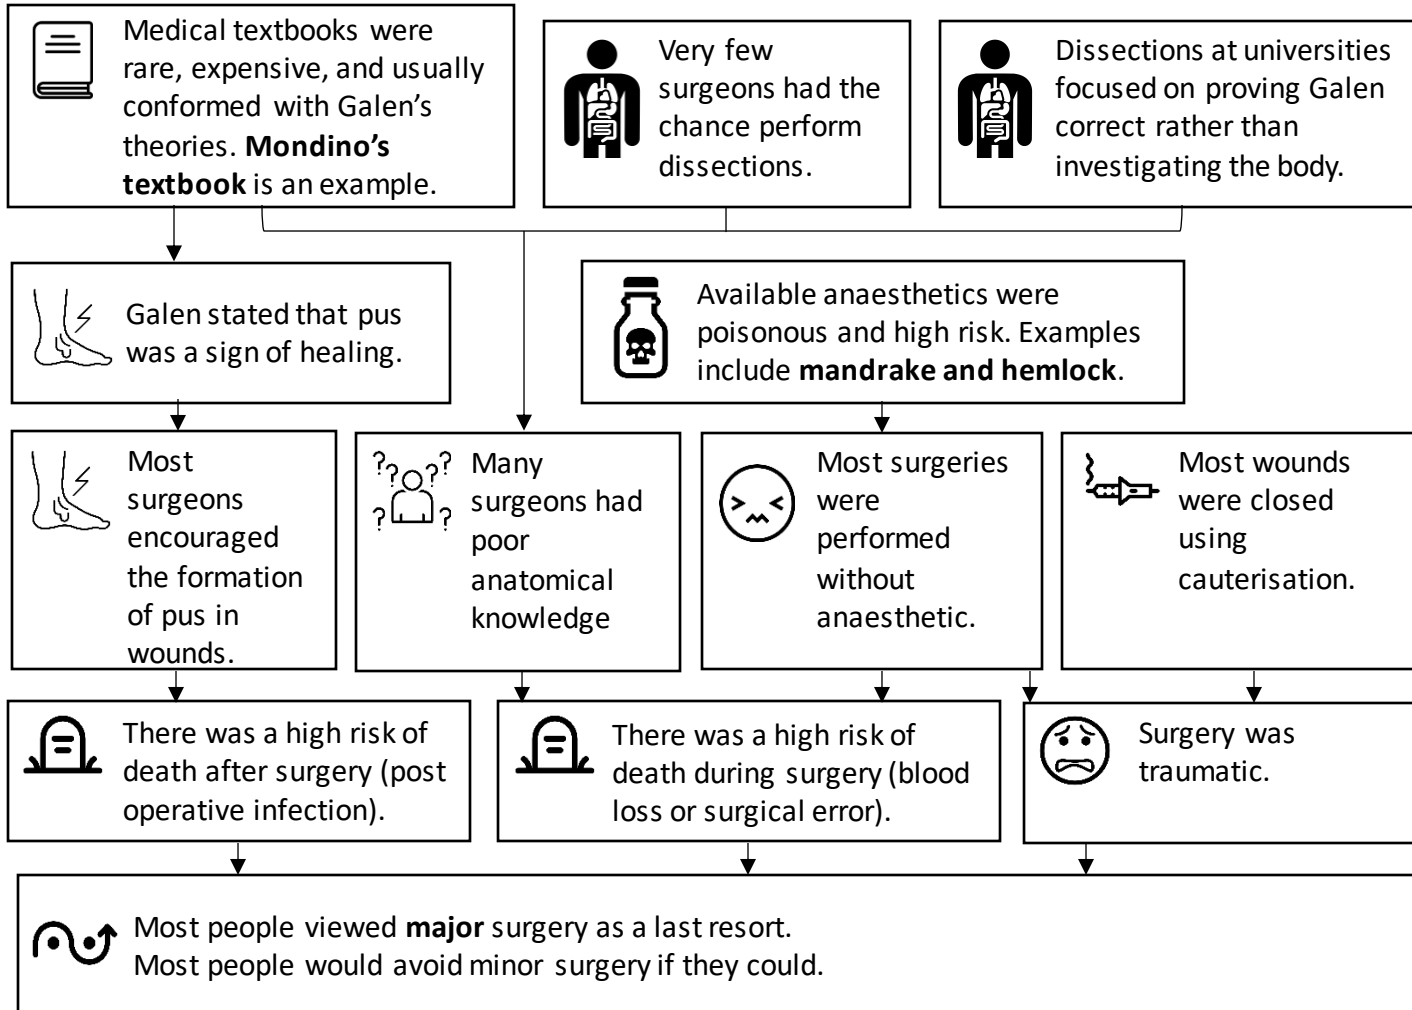 Medical textbooks were
rare, expensive, and usually
conformed with Galen's
theories. Mondino's
textbook is an example.
Very few
surgeons had the
chance perform
dissections.
Dissections at universities
focused on proving Galen
correct rather than
investigating the body.
Galen stated that pus
was a sign of healing.
Available anaesthetics were
poisonous and high risk. Examples
include mandrake and hemlock.
Most
surgeons
encouraged
the formation
of pus in
wounds.
? ? ? ?
? ?
Many
surgeons had
poor
anatomical
knowledge
Most surgeries
were
performed
without
anaesthetic.
Most wounds
were closed
using
cauterisation.
There was a high risk of
death after surgery (post
operative infection).
There was a high risk of
death during surgery (blood
loss or surgical error).
Surgery was
traumatic.
Most people viewed major surgery as a last resort.
Most people would avoid minor surgery if they could.